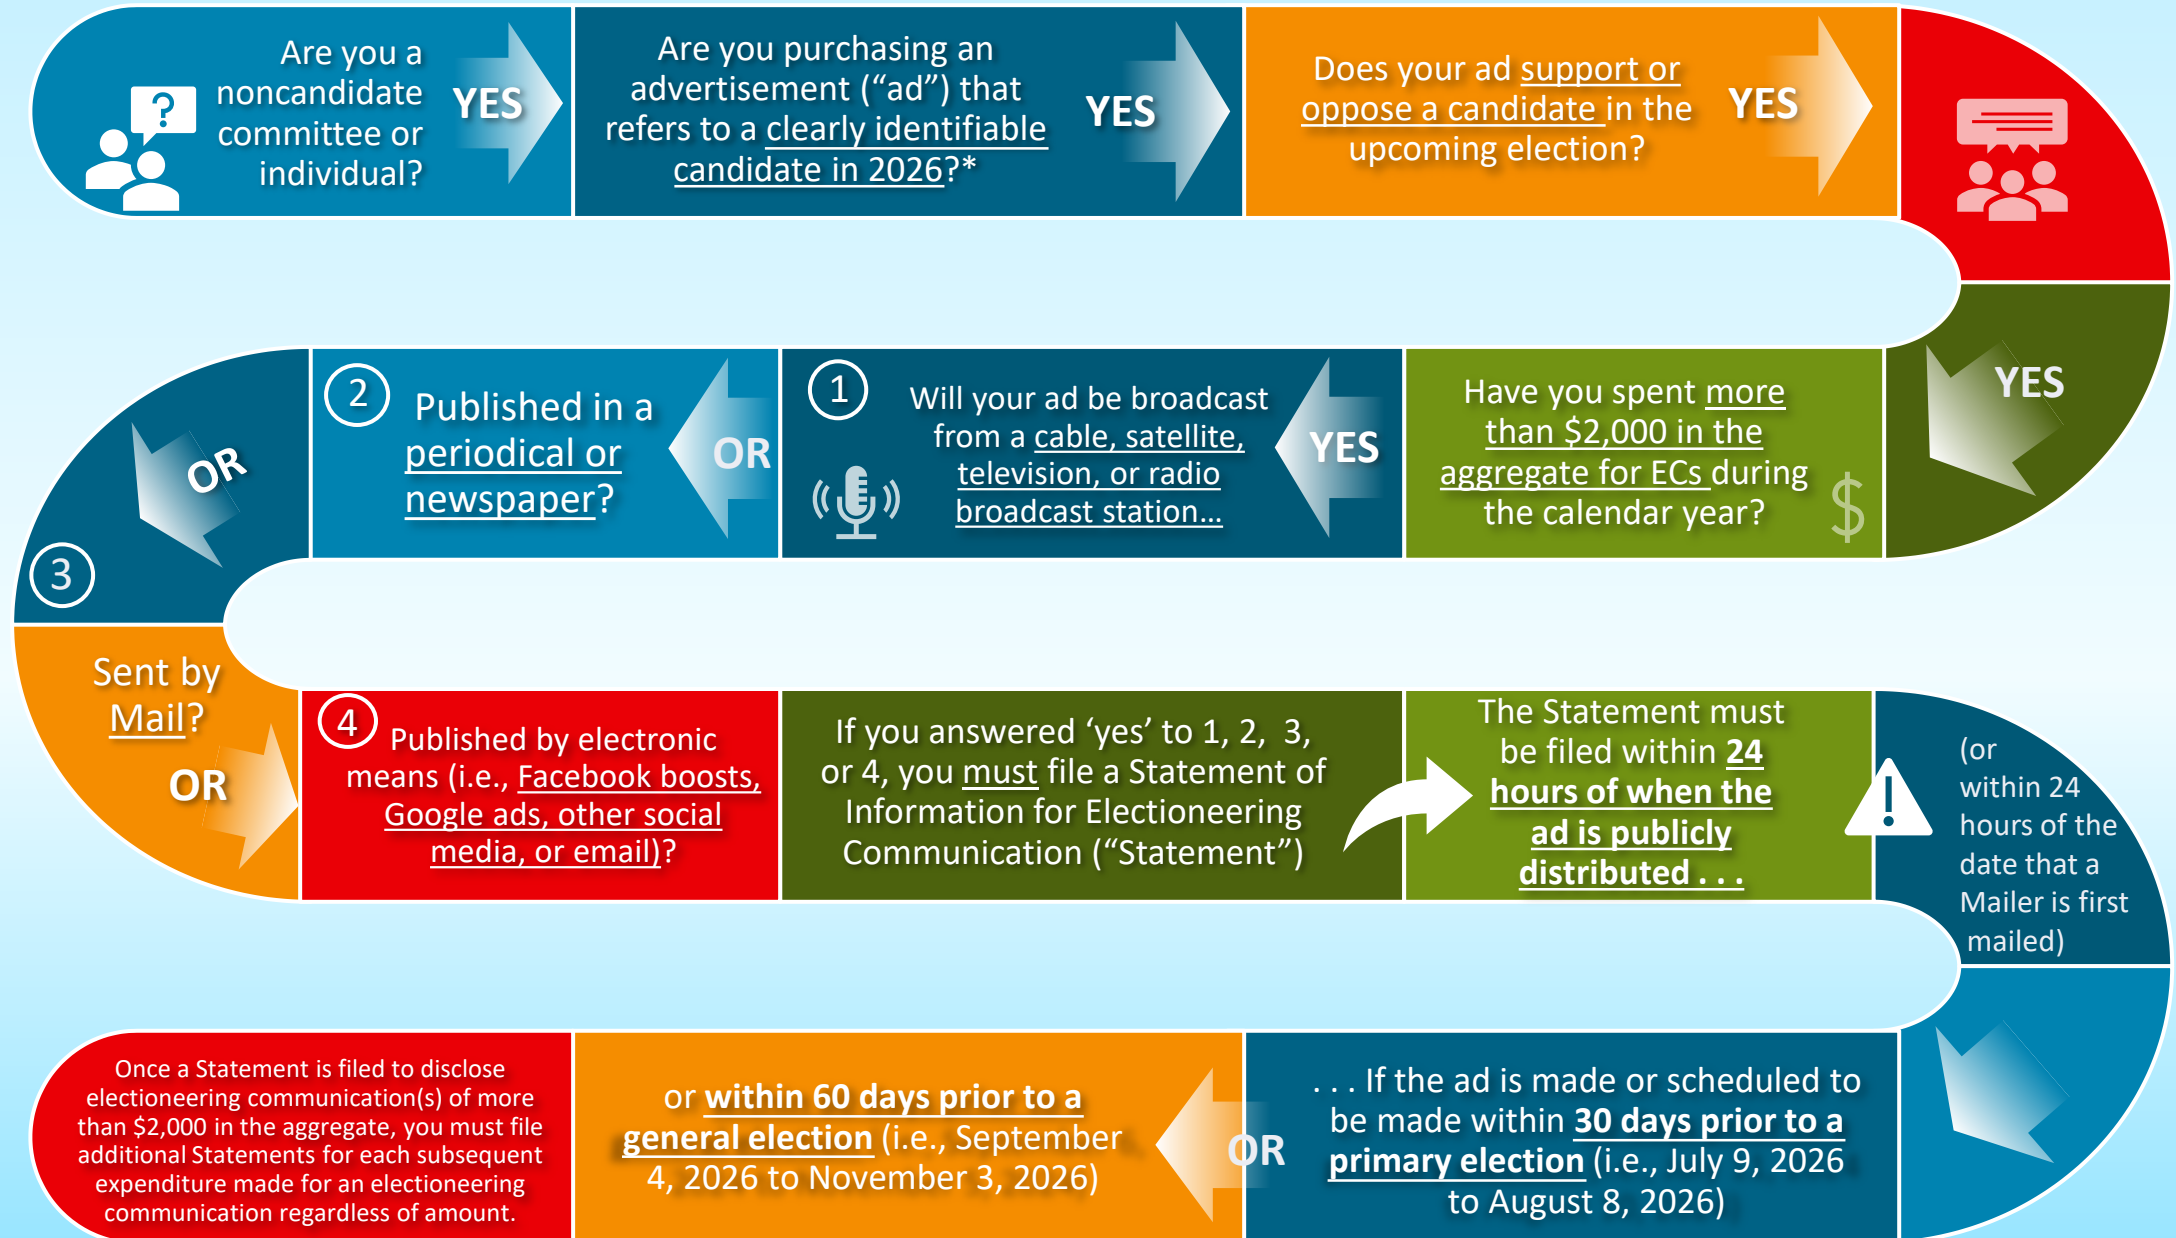 Are you a
noncandidate
committee or
individual?
YES
Are you purchasing an
advertisement (“ad”) that
refers to a clearly identifiable
candidate in 2026?*
YES
Does your ad support or
oppose a candidate in the
upcoming election?
YES
?
YES
Have you spent more
than $2,000 in the
aggregate for ECs during
the calendar year?
$
YES
1
Will your ad be broadcast
from a cable, satellite,
television, or radio
broadcast station…
OR
2
Published in a
periodical or
newspaper?
OR
3
Sent by
Mail?
OR
4
Published by electronic
means (i.e., Facebook boosts,
Google ads, other social
media, or email)?
If you answered ‘yes’ to 1, 2, 3,
or 4, you must file a Statement of
Information for Electioneering
Communication (“Statement”)
The Statement must
be filed within 24
hours of when the
ad is publicly
distributed . . .
!
(or
within 24
hours of the
date that a
Mailer is first
mailed)
. . . If the ad is made or scheduled to
be made within 30 days prior to a
primary election (i.e., July 9, 2026
to August 8, 2026)
OR
or within 60 days prior to a
general election (i.e., September
4, 2026 to November 3, 2026)
Once a Statement is filed to disclose
electioneering communication(s) of more
than $2,000 in the aggregate, you must file
additional Statements for each subsequent
expenditure made for an electioneering
communication regardless of amount.